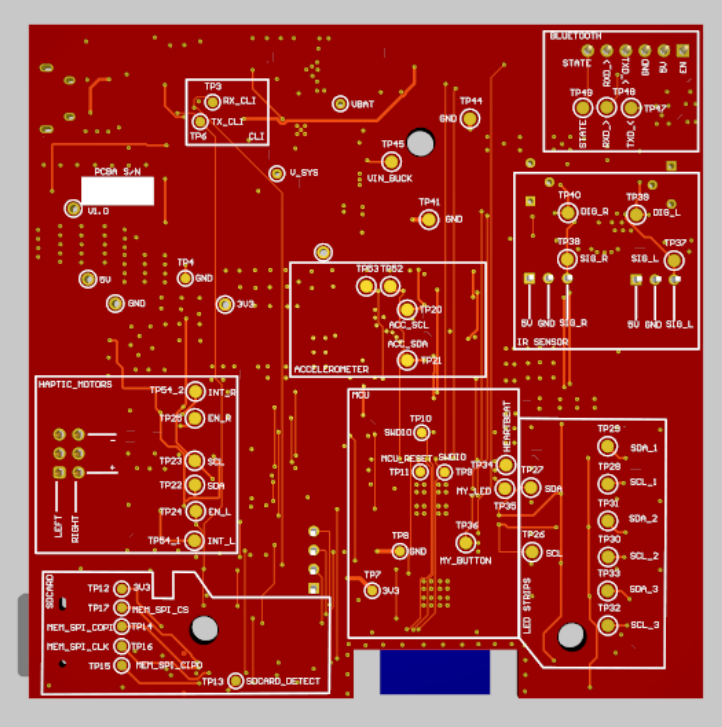 BLUETOOTH
STATE
RXD_>
TXD_<
GND
5V
EN
TP49 TP48
TP47
STATE
RXD_>
TXD_<
TP3
RX_CLI
TX_CLI
TP6
CLI
VBAT
TP44
GND
TP45
VIN_BUCK
V_SYS
PCBA S/N
V1.0
TP41
GND
TP40
DIG_R
TP39
DIG_L
TP38
SIG_R
TP37
SIG_L
5V GND SIG_R
5V GND SIG_L
IR SENSOR
TP4
GND
5V
GND
3V3
TP53 TP52
TP20
ACC_SCL
ACC_SDA
TP21
ACCELEROMETER
HAPTIC_MOTORS
TP54_2
INT_R
TP25
EN_R
TP23
SCL
TP22
SDA
TP24
EN_L
TP54_1
INT_L
-
+
LEFT
RIGHT
MCU
TP10
SWDIO
MCU_RESET
SWDIO
TP11
TP9
HEARTBEAT
TP34
MY_LED
TP35
TP36
MY_BUTTON
TP8
GND
TP7
3V3
TP27
SDA
TP26
SCL
TP29
SDA_1
TP28
SCL_1
TP31
SDA_2
TP30
SCL_2
TP33
SDA_3
TP32
SCL_3
LED STRIPS
SDCARD
TP12
3V3
TP17
MEM_SPI_CS
MEM_SPI_COPI
TP14
MEM_SPI_CLK
TP16
TP15
MEM_SPI_CIPO
TP13
SDCARD_DETECT